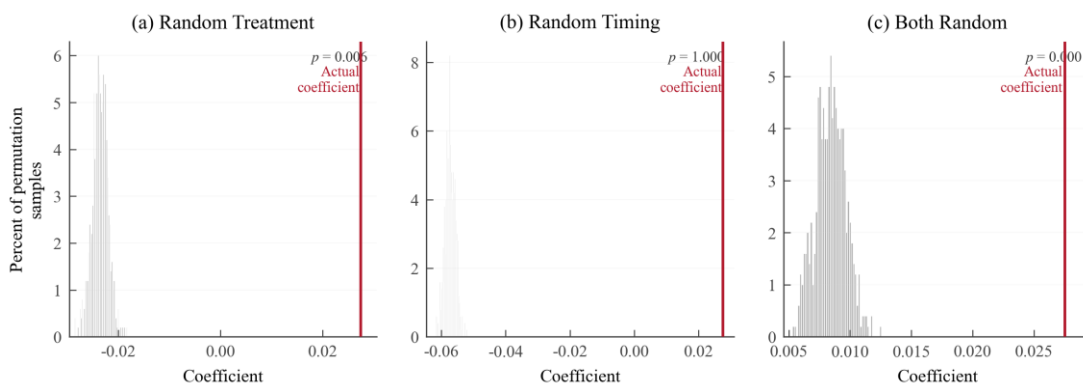 (a) Random Treatment
(b) Random Timing
(c) Both Random
Percent of permutation
samples
6
5
4
3
2
1
0
p = 0.006
Actual
coefficient
-0.02
0.00
0.02
Coefficient
8
6
4
2
0
p = 1.000
Actual
coefficient
-0.06
-0.04
-0.02
0.00
0.02
Coefficient
5
4
3
2
1
0
p = 0.000
Actual
coefficient
0.005
0.010
0.015
0.020
0.025
Coefficient